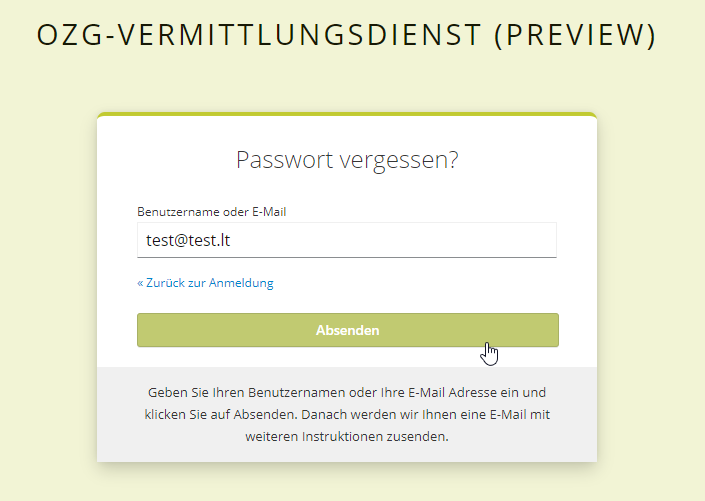 OZG-VERMITTLUNGSDIENST (PREVIEW)
Passwort vergessen?
Benutzername oder E-Mail
test@test.lt
« Zurück zur Anmeldung
Absenden
Geben Sie Ihren Benutzernamen oder Ihre E-Mail Adresse ein und
klicken Sie auf Absenden. Danach werden wir Ihnen eine E-Mail mit
weiteren Instruktionen zusenden.